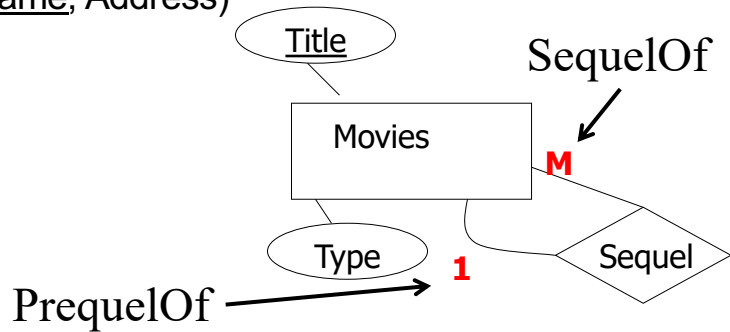 ame, Address)
Title
SequelOf
Movies
M
Type
1
Sequel
PrequelOf